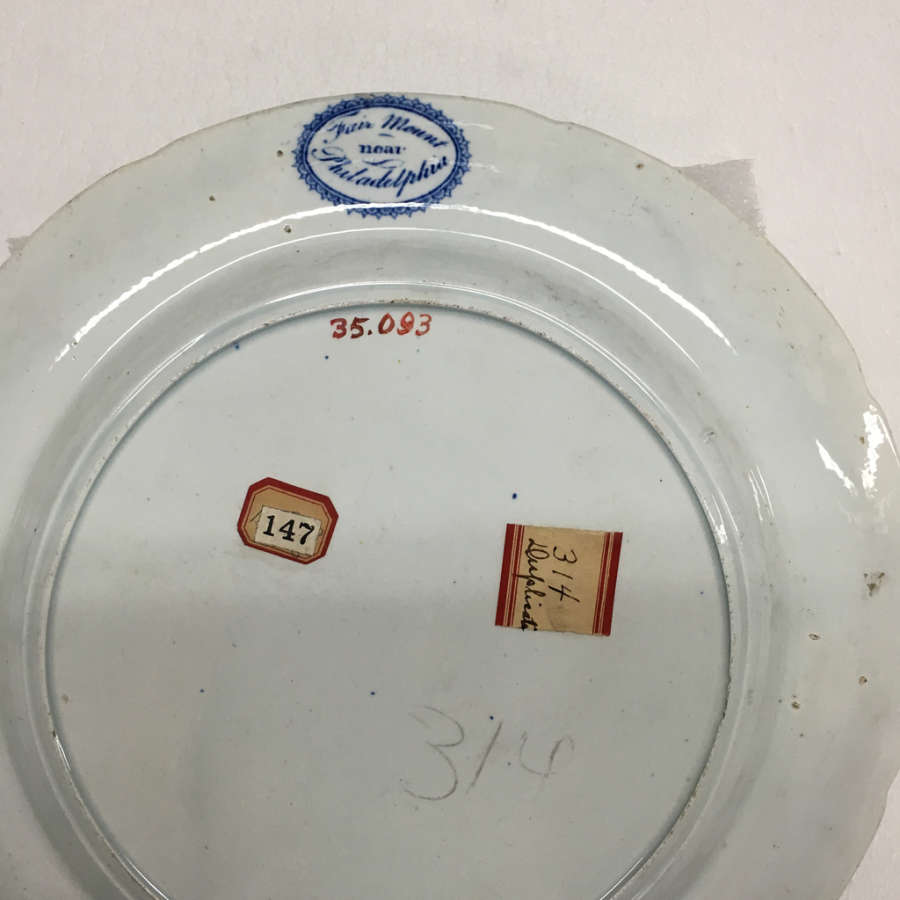 Fair Mount
near
Philadelphia
35.093
147
314
Duplicate
314